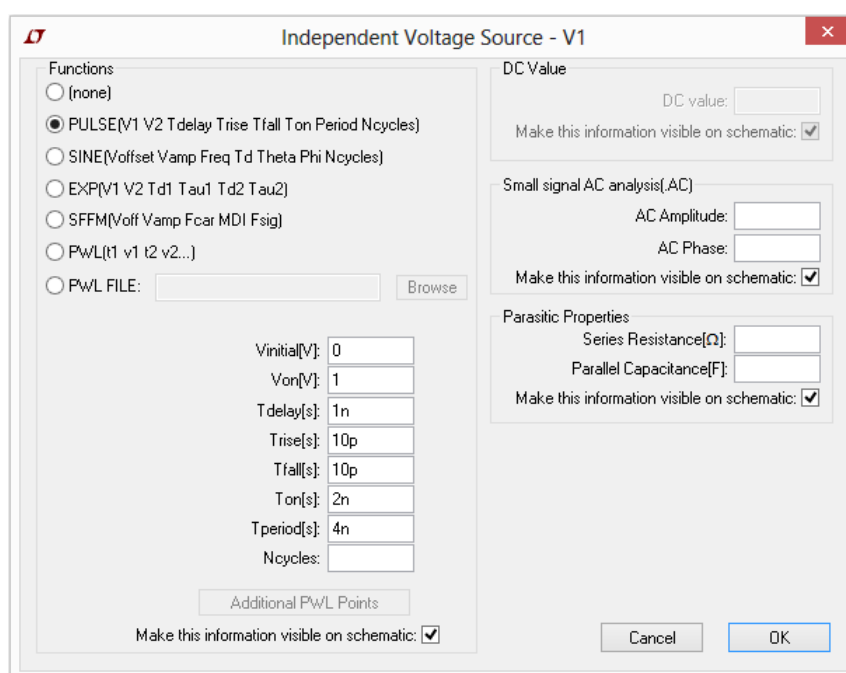 Independent Voltage Source - V1
Functions
(none)
PULSE(V1 V2 Tdelay Trise Tfall Ton Period Ncycles)
SINE(Voffset Vamp Freq Td Theta Phi Ncycles)
EXP(V1 V2 Td1 Tau1 Td2 Tau2)
SFFM(Voff Vamp Fcar MDI Fsig)
PWL(t1 v1 t2 v2...)
PWL FILE:
Browse
Vinitial[V]: 0
Von[V]: 1
Tdelay[s]: 1n
Trise[s]: 10p
Tfall[s]: 10p
Ton[s]: 2n
Tperiod[s]: 4n
Ncycles:
Additional PWL Points
Make this information visible on schematic:
DC Value
DC value:
Make this information visible on schematic:
Small signal AC analysis(.AC)
AC Amplitude:
AC Phase:
Make this information visible on schematic:
Parasitic Properties
Series Resistance[Ω]:
Parallel Capacitance[F]:
Make this information visible on schematic:
Cancel
OK